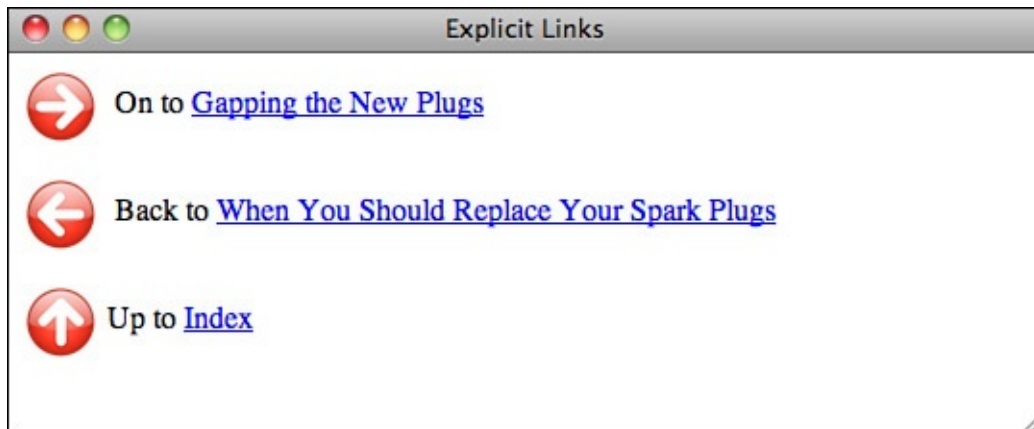 Explicit Links
On to Gapping the New Plugs
Back to When You Should Replace Your Spark Plugs
Up to Index